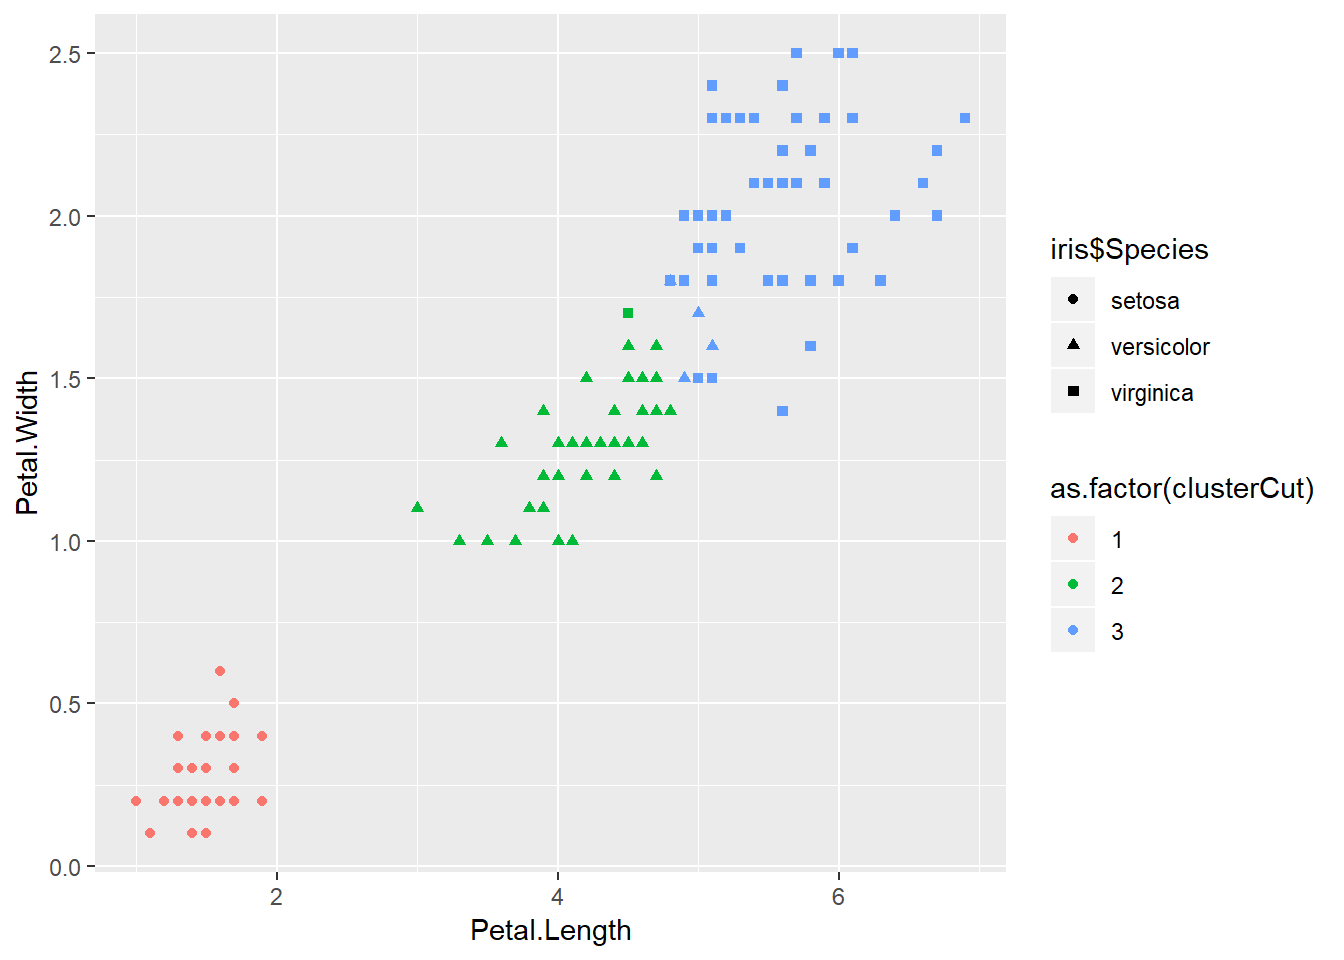 2.5
2.0
1.5
1.0
0.5
0.0
2
4
6
Petal.Width
Petal.Length
iris$Species
setosa
versicolor
virginica
as.factor(clusterCut)
1
2
3